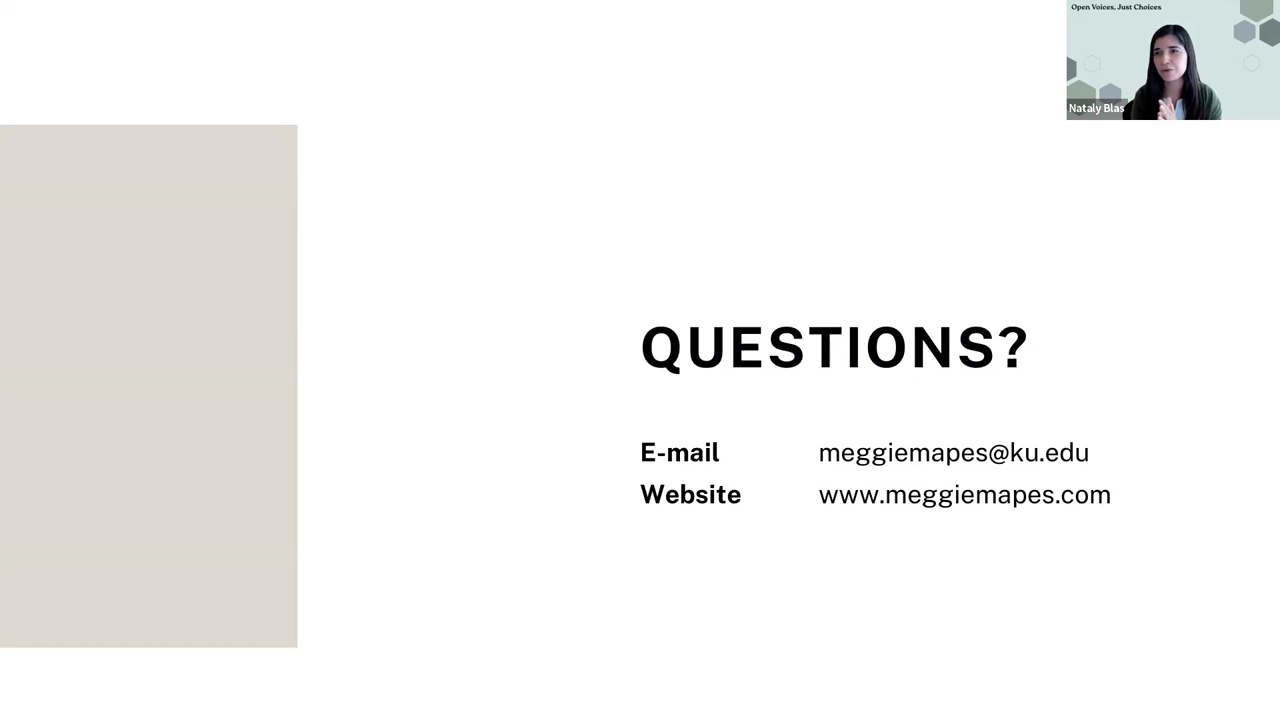 Open Voices, Just Choices
Nataly Blas
QUESTIONS?
E-mail meggiemapes@ku.edu
Website www.meggiemapes.com